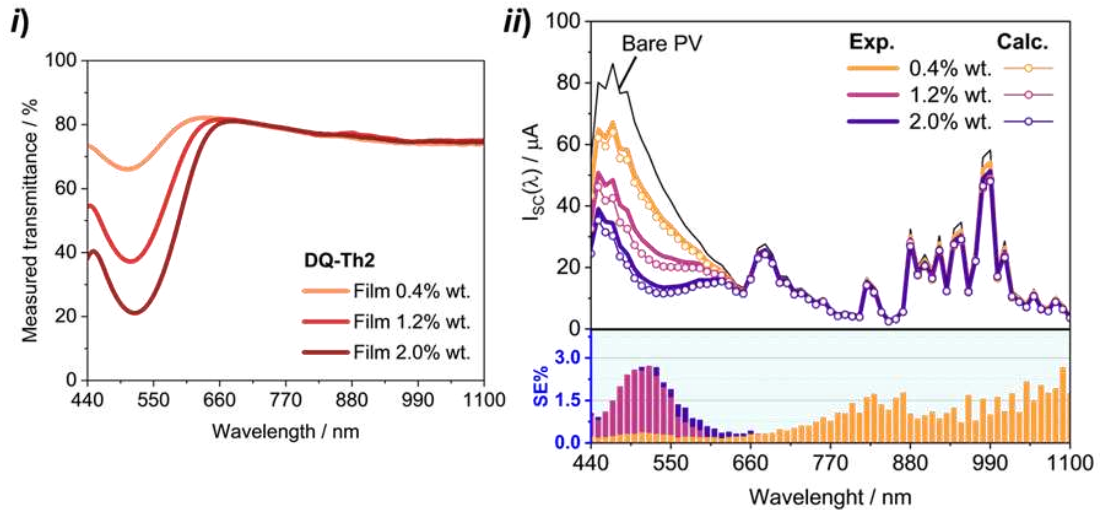 i)
100
80
60
40
20
0
Measured transmittance / %
DQ-Th2
Film 0.4% wt.
Film 1.2% wt.
Film 2.0% wt.
440 550 660 770 880 990 1100
Wavelength / nm
ii)
Bare PV
Exp. Calc.
0.4% wt.
1.2% wt.
2.0% wt.
100
80
60
40
20
0
I_SC(λ) / μA
3.0
1.5
0.0
SE%
440 550 660 770 880 990 1100
Wavelenght / nm